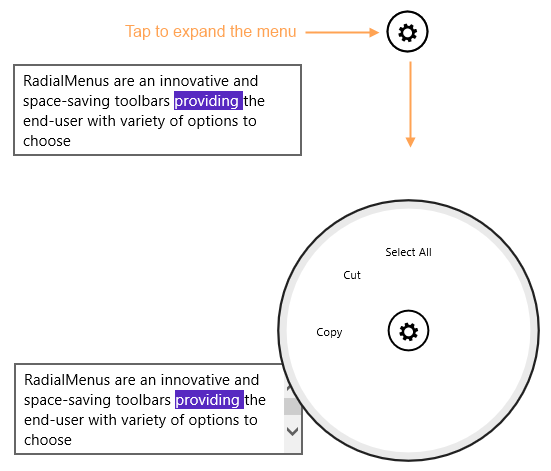 Tap to expand the menu
RadialMenus are an innovative and
space-saving toolbars providing the
end-user with variety of options to
choose
Select All
Cut
Copy
RadialMenus are an innovative and
space-saving toolbars providing the
end-user with variety of options to
choose